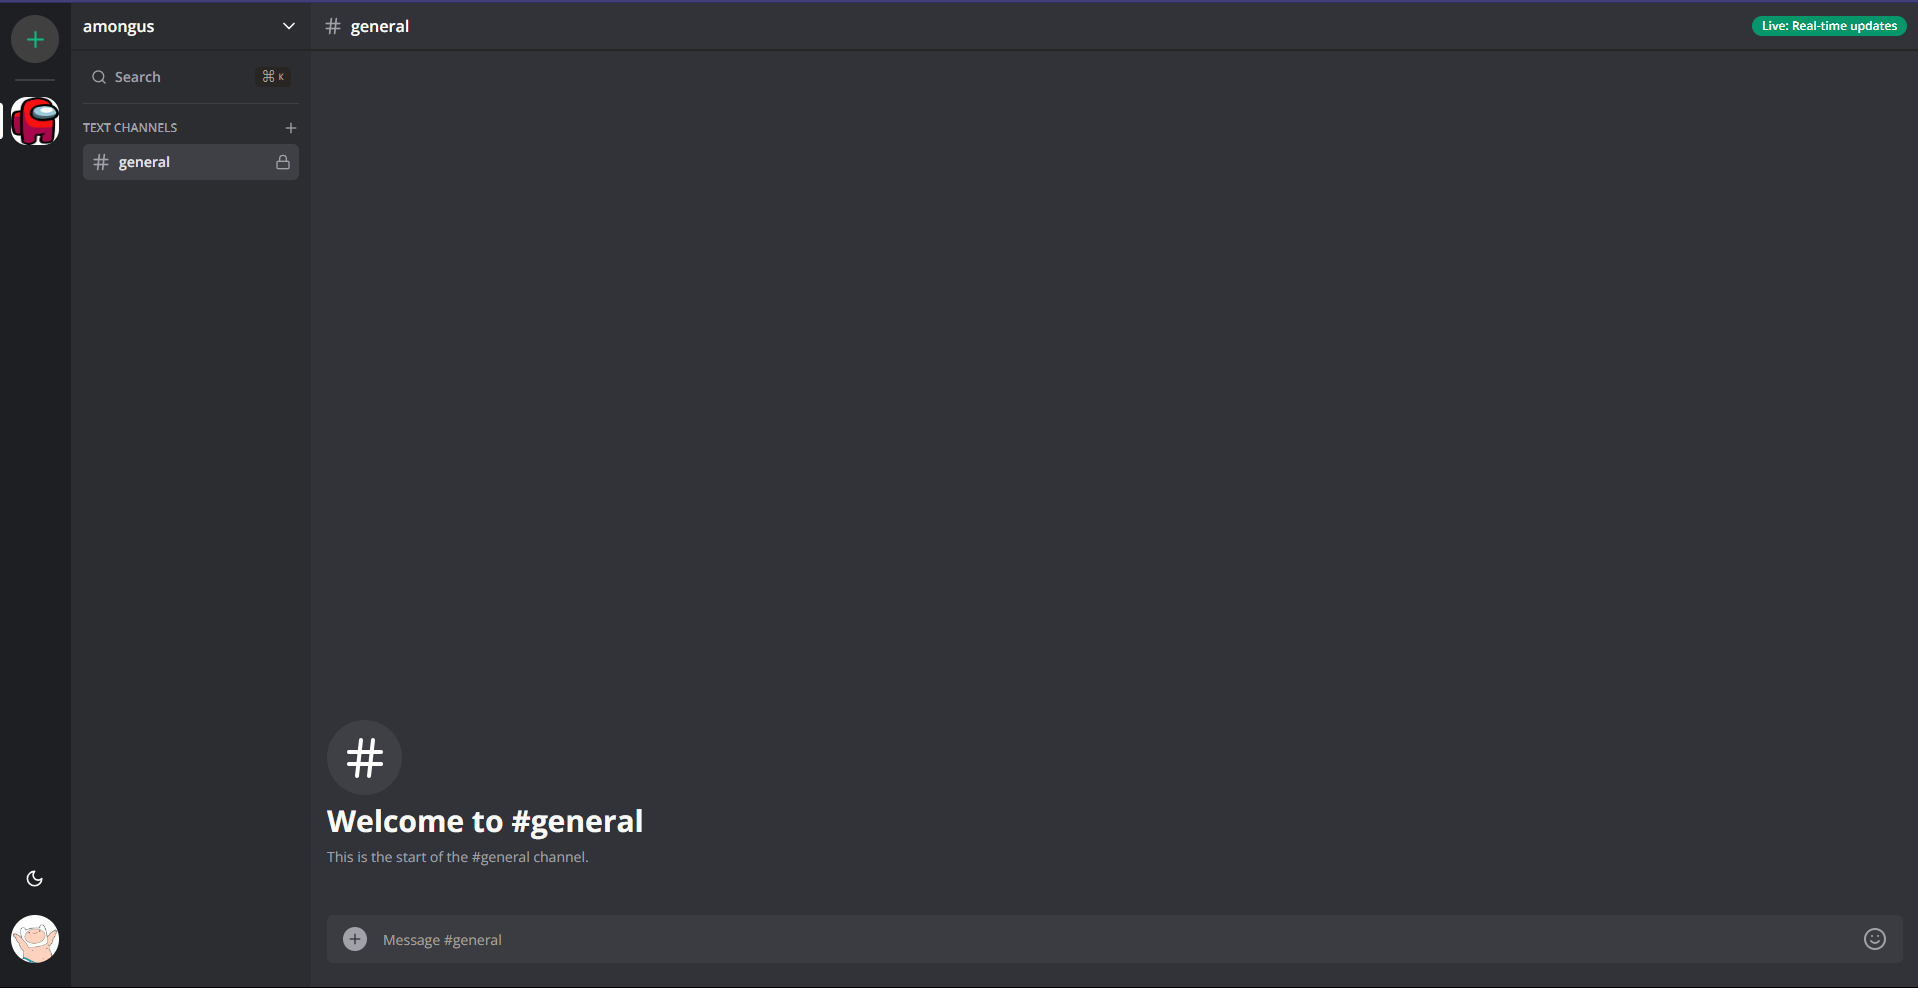 amongus
Search
⌘ K
TEXT CHANNELS
general
general
Live: Real-time updates
Welcome to #general
This is the start of the #general channel.
Message #general